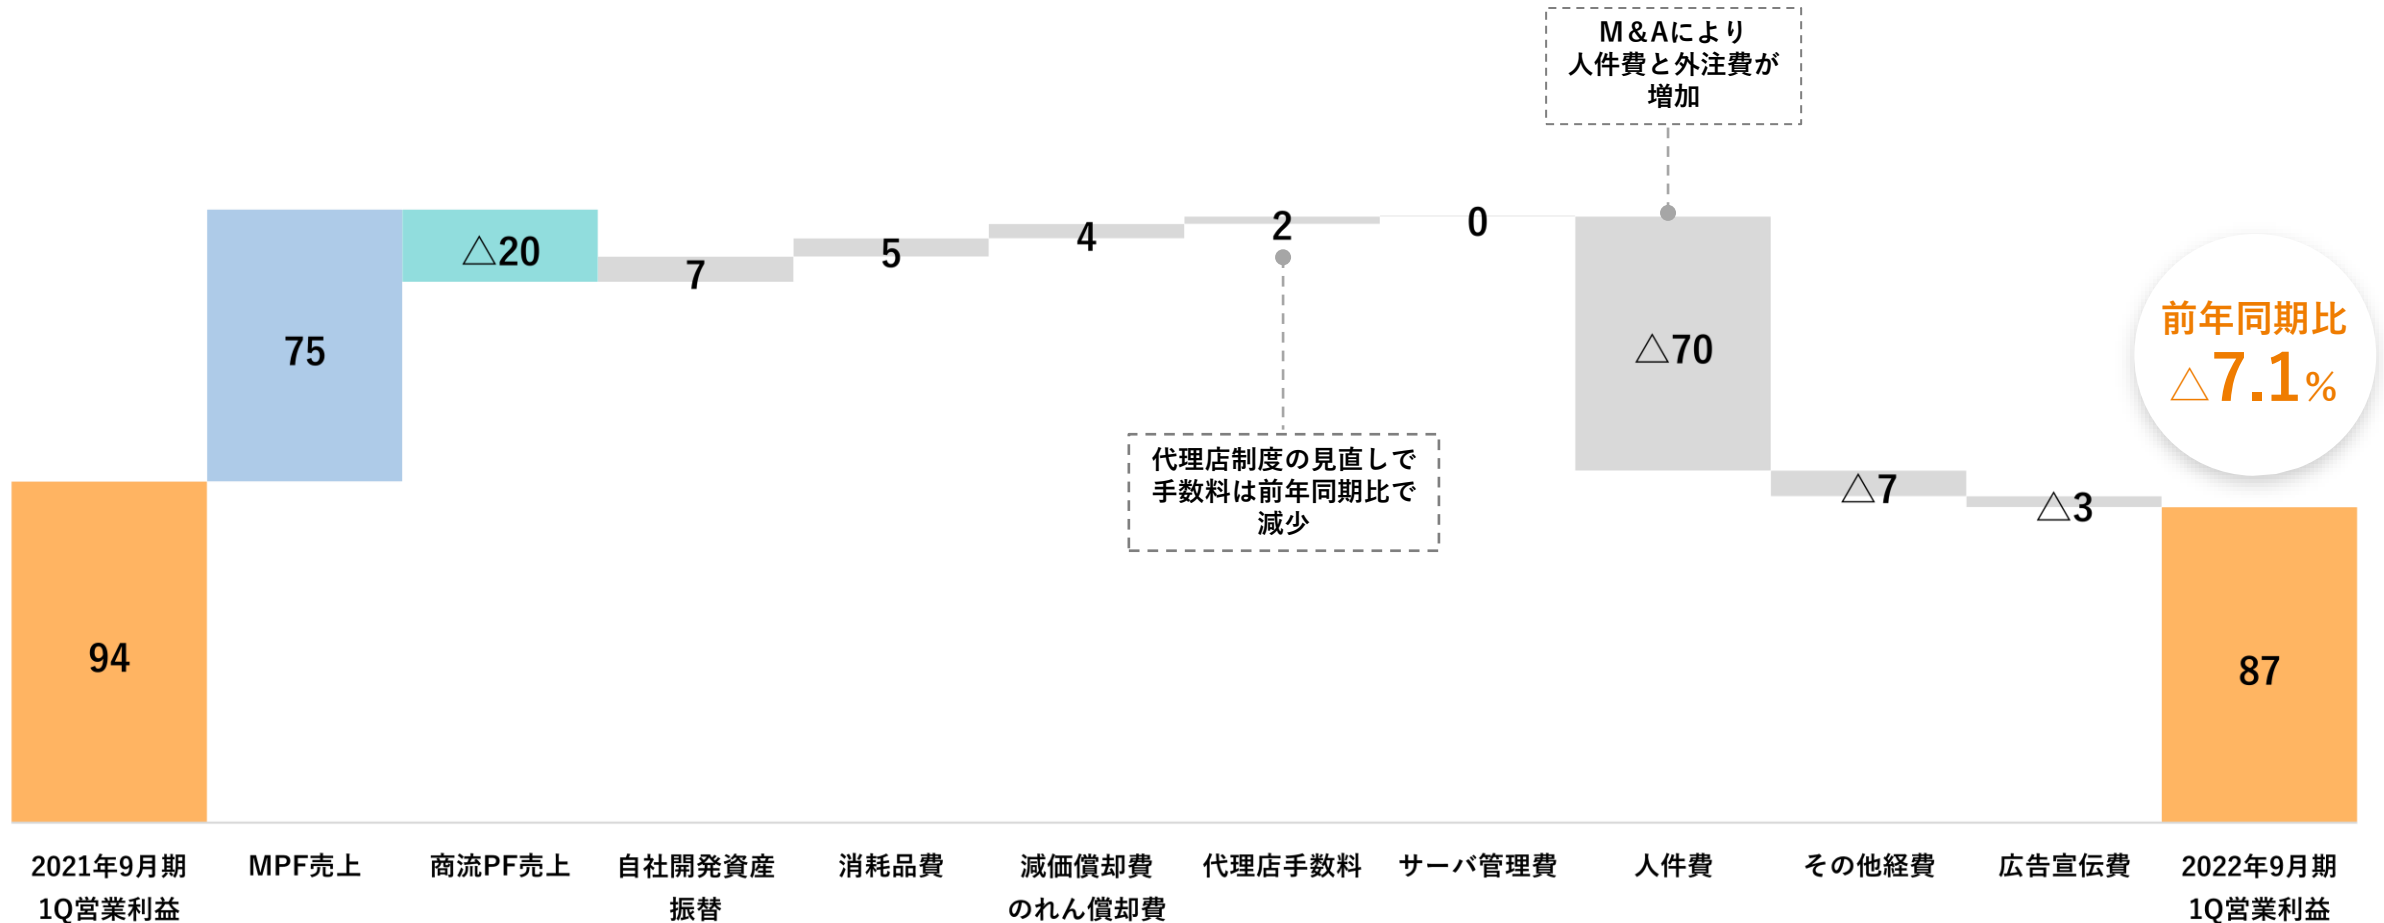 M＆Aにより
人件費と外注費が
増加
75
△20
7
5
4
2
0
△70
△7
△3
94
87
前年同期比
△7.1%
代理店制度の見直しで
手数料は前年同期比で
減少
2021年9月期
1Q営業利益
MPF売上
商流PF売上
自社開発資産
振替
消耗品費
減価償却費
のれん償却費
代理店手数料
サーバ管理費
人件費
その他経費
広告宣伝費
2022年9月期
1Q営業利益